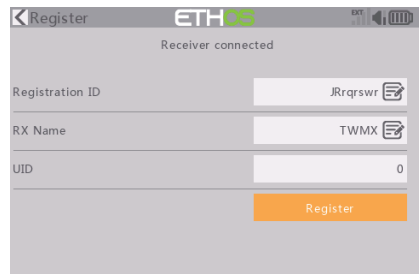 Register ETHOS EXT
Receiver connected
Registration ID JRrqrswr
RX Name TWMX
UID 0
Register